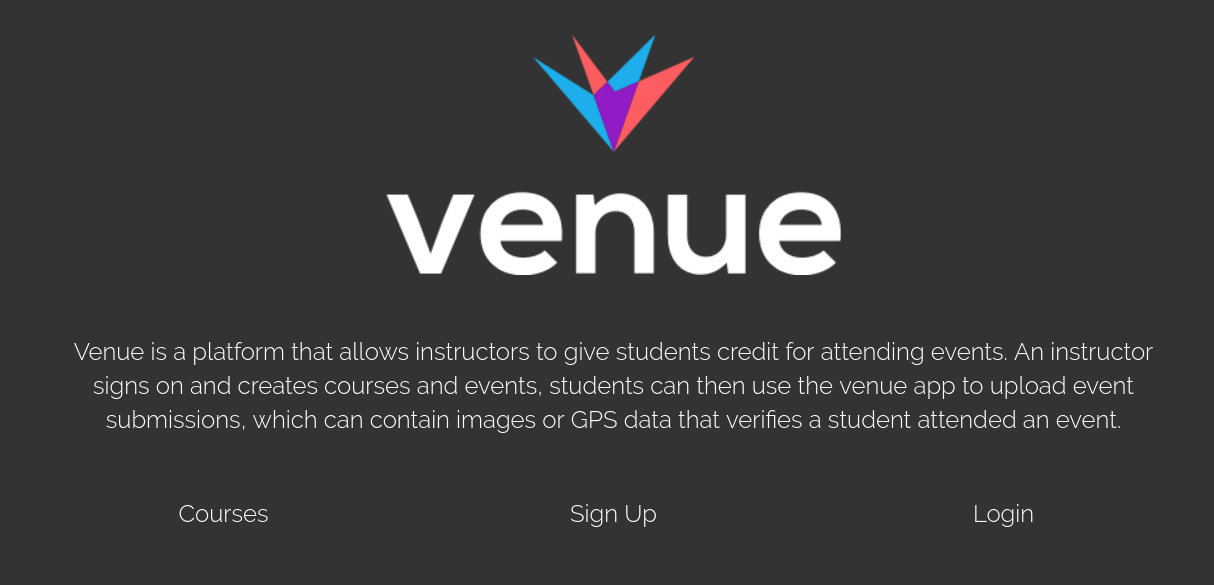 venue
Venue is a platform that allows instructors to give students credit for attending events. An instructor
signs on and creates courses and events, students can then use the venue app to upload event
submissions, which can contain images or GPS data that verifies a student attended an event.
Courses Sign Up Login